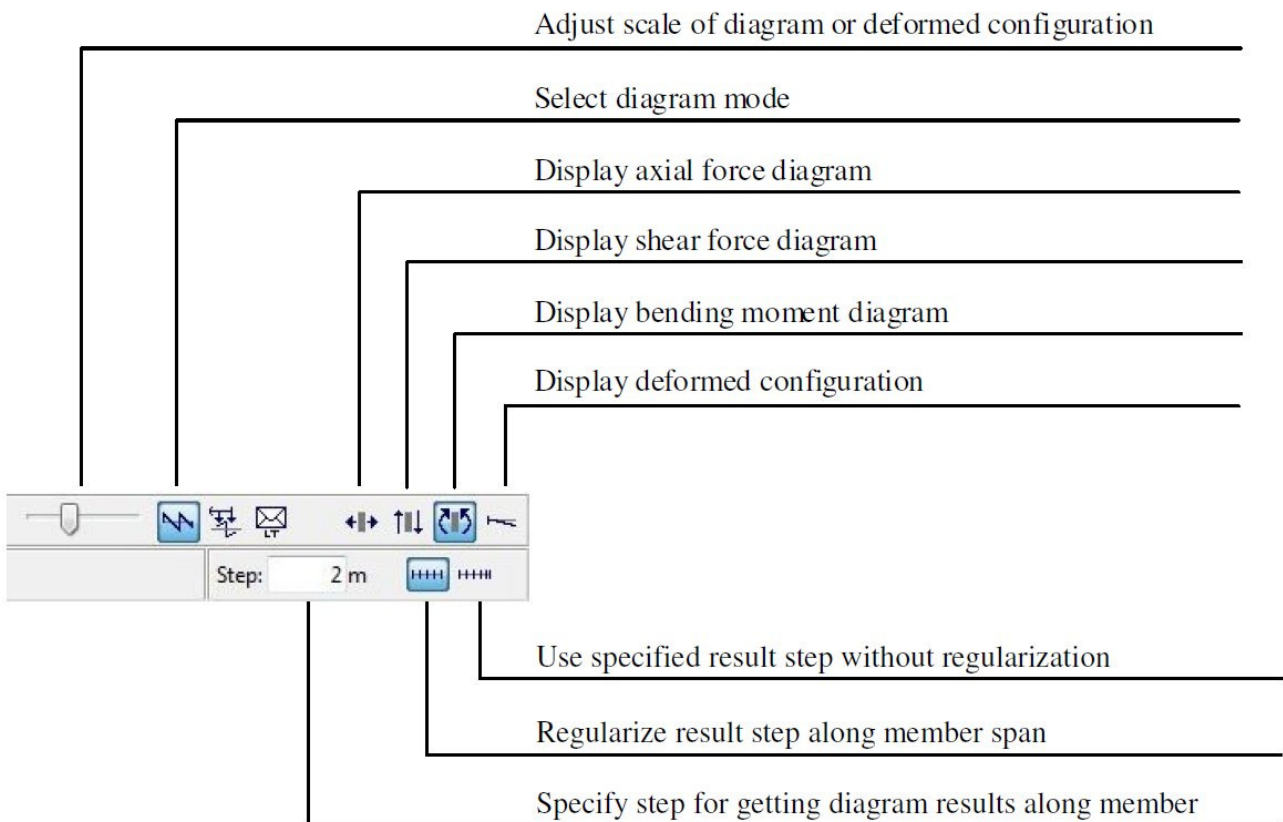 Adjust scale of diagram or deformed configuration
Select diagram mode
Display axial force diagram
Display shear force diagram
Display bending moment diagram
Display deformed configuration
LT
Step: 2 m
Use specified result step without regularization
Regularize result step along member span
Specify step for getting diagram results along member